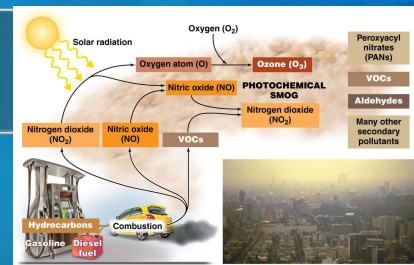 Oxygen (O₂)
Solar radiation
Oxygen atom (O)
Ozone (O₃)
Nitric oxide (NO)
PHOTOCHEMICAL
SMOG
Nitrogen dioxide
(NO₂)
Nitrogen dioxide
(NO₂)
Nitric oxide
(NO)
VOCs
Hydrocarbons
Combustion
Gasoline
Diesel
fuel
Peroxyacyl
nitrates
(PANs)
VOCs
Aldehydes
Many other
secondary
pollutants